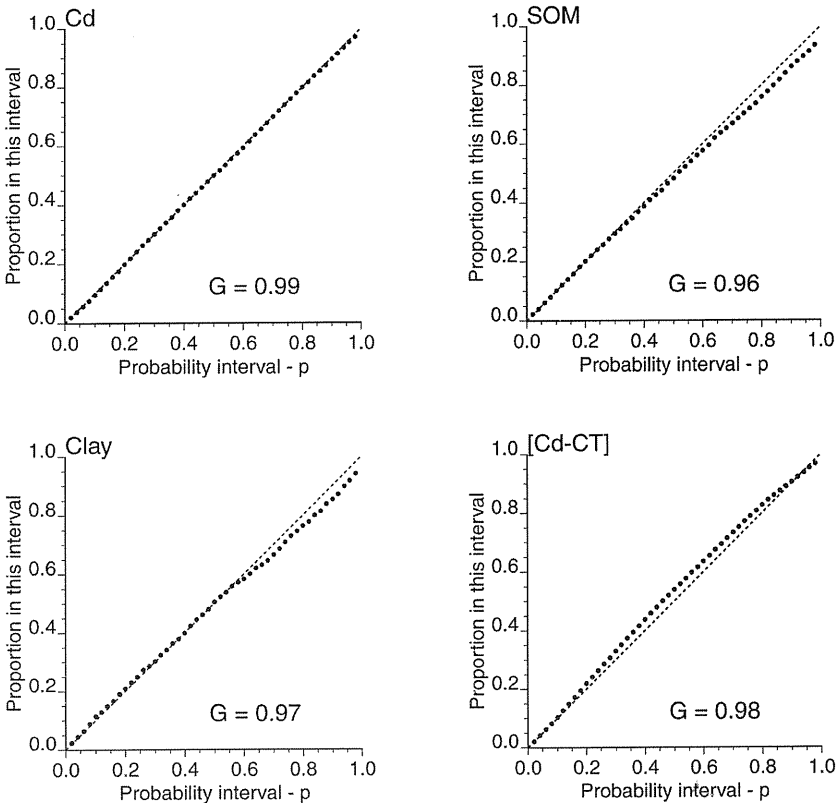 Cd
1.0
0.8
0.6
0.4
0.2
0.0
Proportion in this interval
G = 0.99
0.0 0.2 0.4 0.6 0.8 1.0
Probability interval - p
SOM
1.0
0.8
0.6
0.4
0.2
0.0
Proportion in this interval
G = 0.96
0.0 0.2 0.4 0.6 0.8 1.0
Probability interval - p
Clay
1.0
0.8
0.6
0.4
0.2
0.0
Proportion in this interval
G = 0.97
0.0 0.2 0.4 0.6 0.8 1.0
Probability interval - p
[Cd-CT]
1.0
0.8
0.6
0.4
0.2
0.0
Proportion in this interval
G = 0.98
0.0 0.2 0.4 0.6 0.8 1.0
Probability interval - p